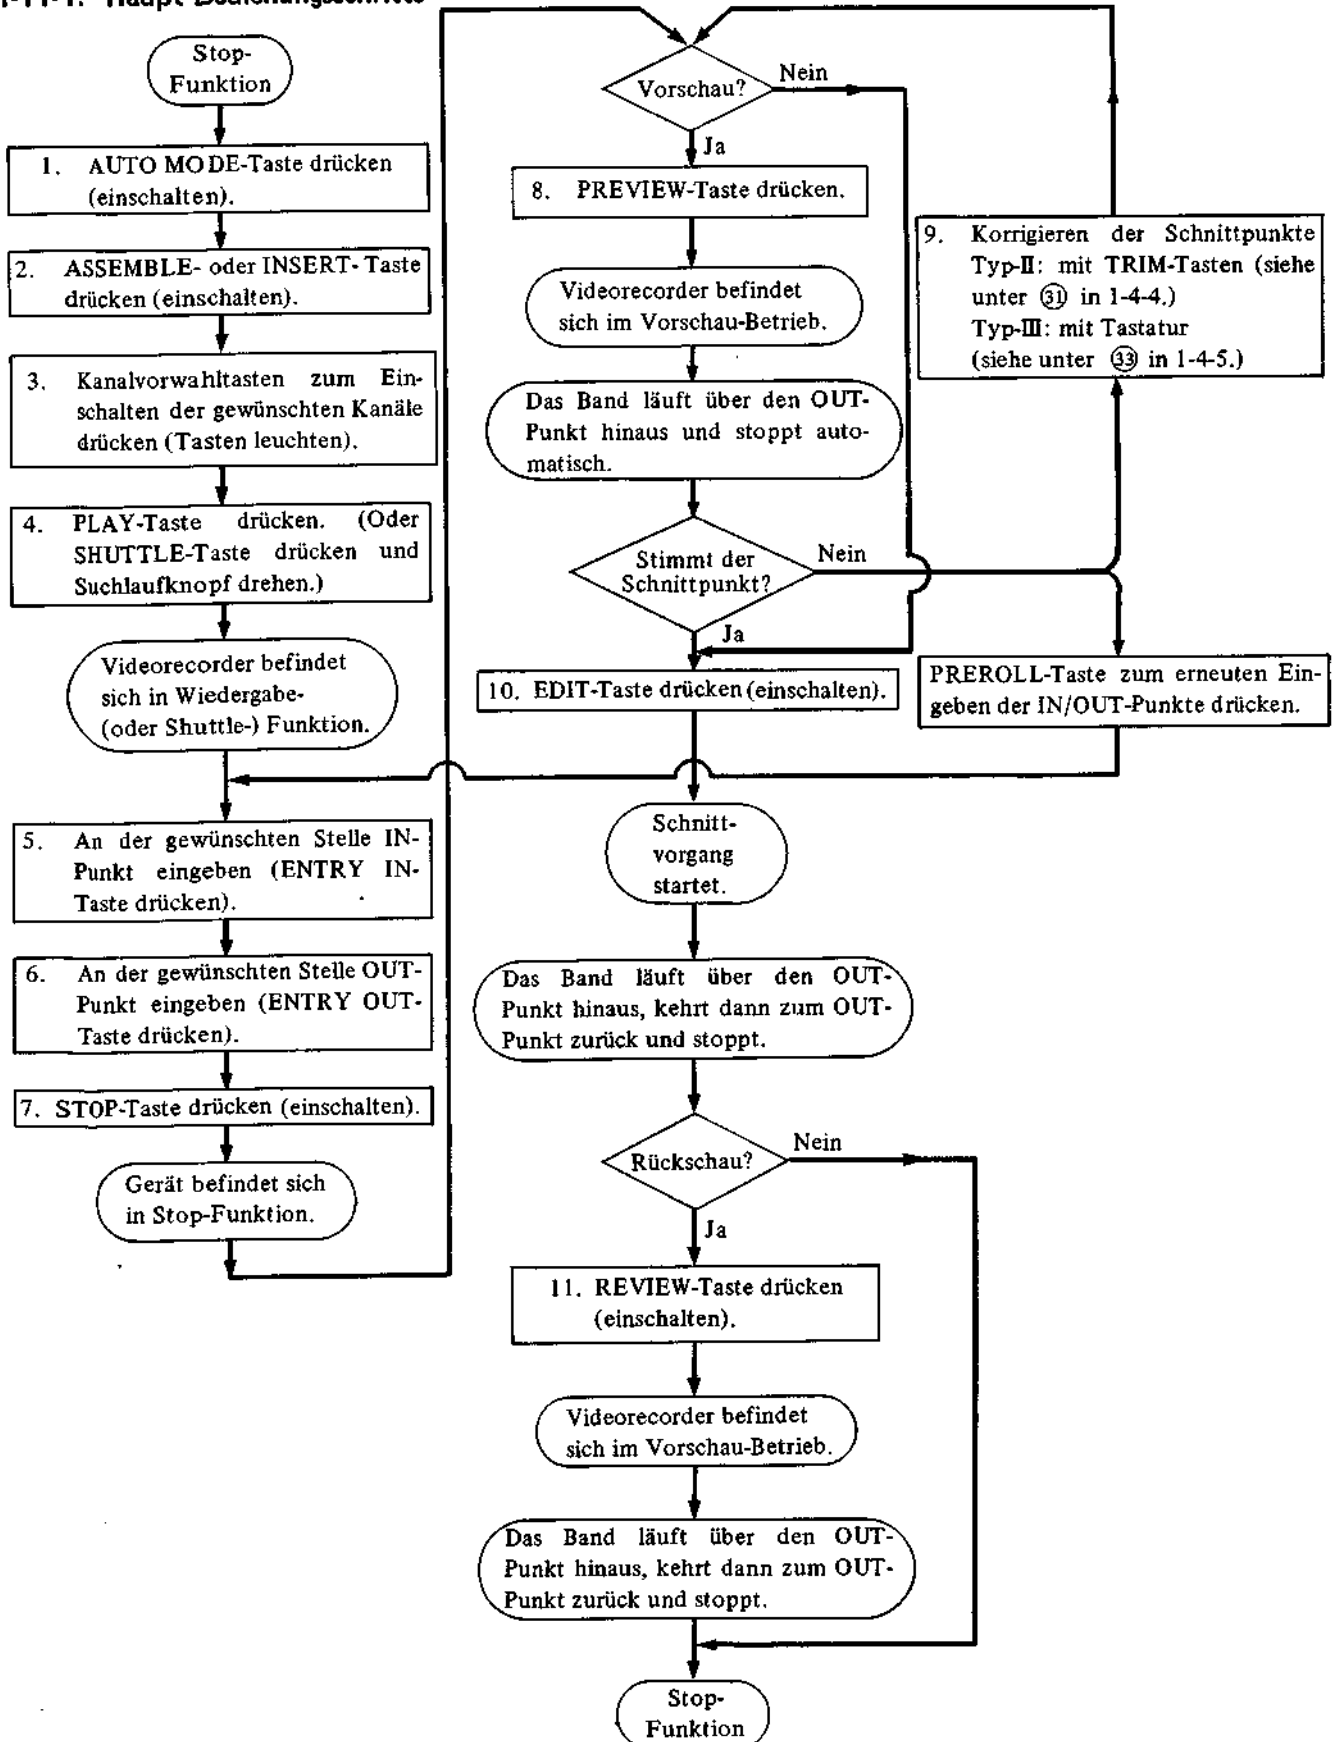 1-11-1. Haupt-Bedienungsschritte
Stop-
Funktion
1. AUTO MODE-Taste drücken
(einschalten).
2. ASSEMBLE- oder INSERT-Taste
drücken (einschalten).
3. Kanalvorwahltasten zum Ein-
schalten der gewünschten Kanäle
drücken (Tasten leuchten).
4. PLAY-Taste drücken. (Oder
SHUTTLE-Taste drücken und
Suchlaufknopf drehen.)
Videorecorder befindet
sich in Wiedergabe-
(oder Shuttle-) Funktion.
5. An der gewünschten Stelle IN-
Punkt eingeben (ENTRY IN-
Taste drücken).
6. An der gewünschten Stelle OUT-
Punkt eingeben (ENTRY OUT-
Taste drücken).
7. STOP-Taste drücken (einschalten).
Gerät befindet sich
in Stop-Funktion.
Vorschau?
Nein
Ja
8. PREVIEW-Taste drücken.
Videorecorder befindet
sich im Vorschau-Betrieb.
Das Band läuft über den OUT-
Punkt hinaus und stoppt auto-
matisch.
Stimmt der
Schnittpunkt?
Nein
Ja
9. Korrigieren der Schnittpunkte
Typ-II: mit TRIM-Tasten (siehe
unter ㉛ in 1-4-4.)
Typ-III: mit Tastatur
(siehe unter ㉝ in 1-4-5.)
PREROLL-Taste zum erneuten Ein-
geben der IN/OUT-Punkte drücken.
10. EDIT-Taste drücken (einschalten).
Schnitt-
vorgang
startet.
Das Band läuft über den OUT-
Punkt hinaus, kehrt dann zum OUT-
Punkt zurück und stoppt.
Rückschau?
Nein
Ja
11. REVIEW-Taste drücken
(einschalten).
Videorecorder befindet
sich im Vorschau-Betrieb.
Das Band läuft über den OUT-
Punkt hinaus, kehrt dann zum OUT-
Punkt zurück und stoppt.
Stop-
Funktion